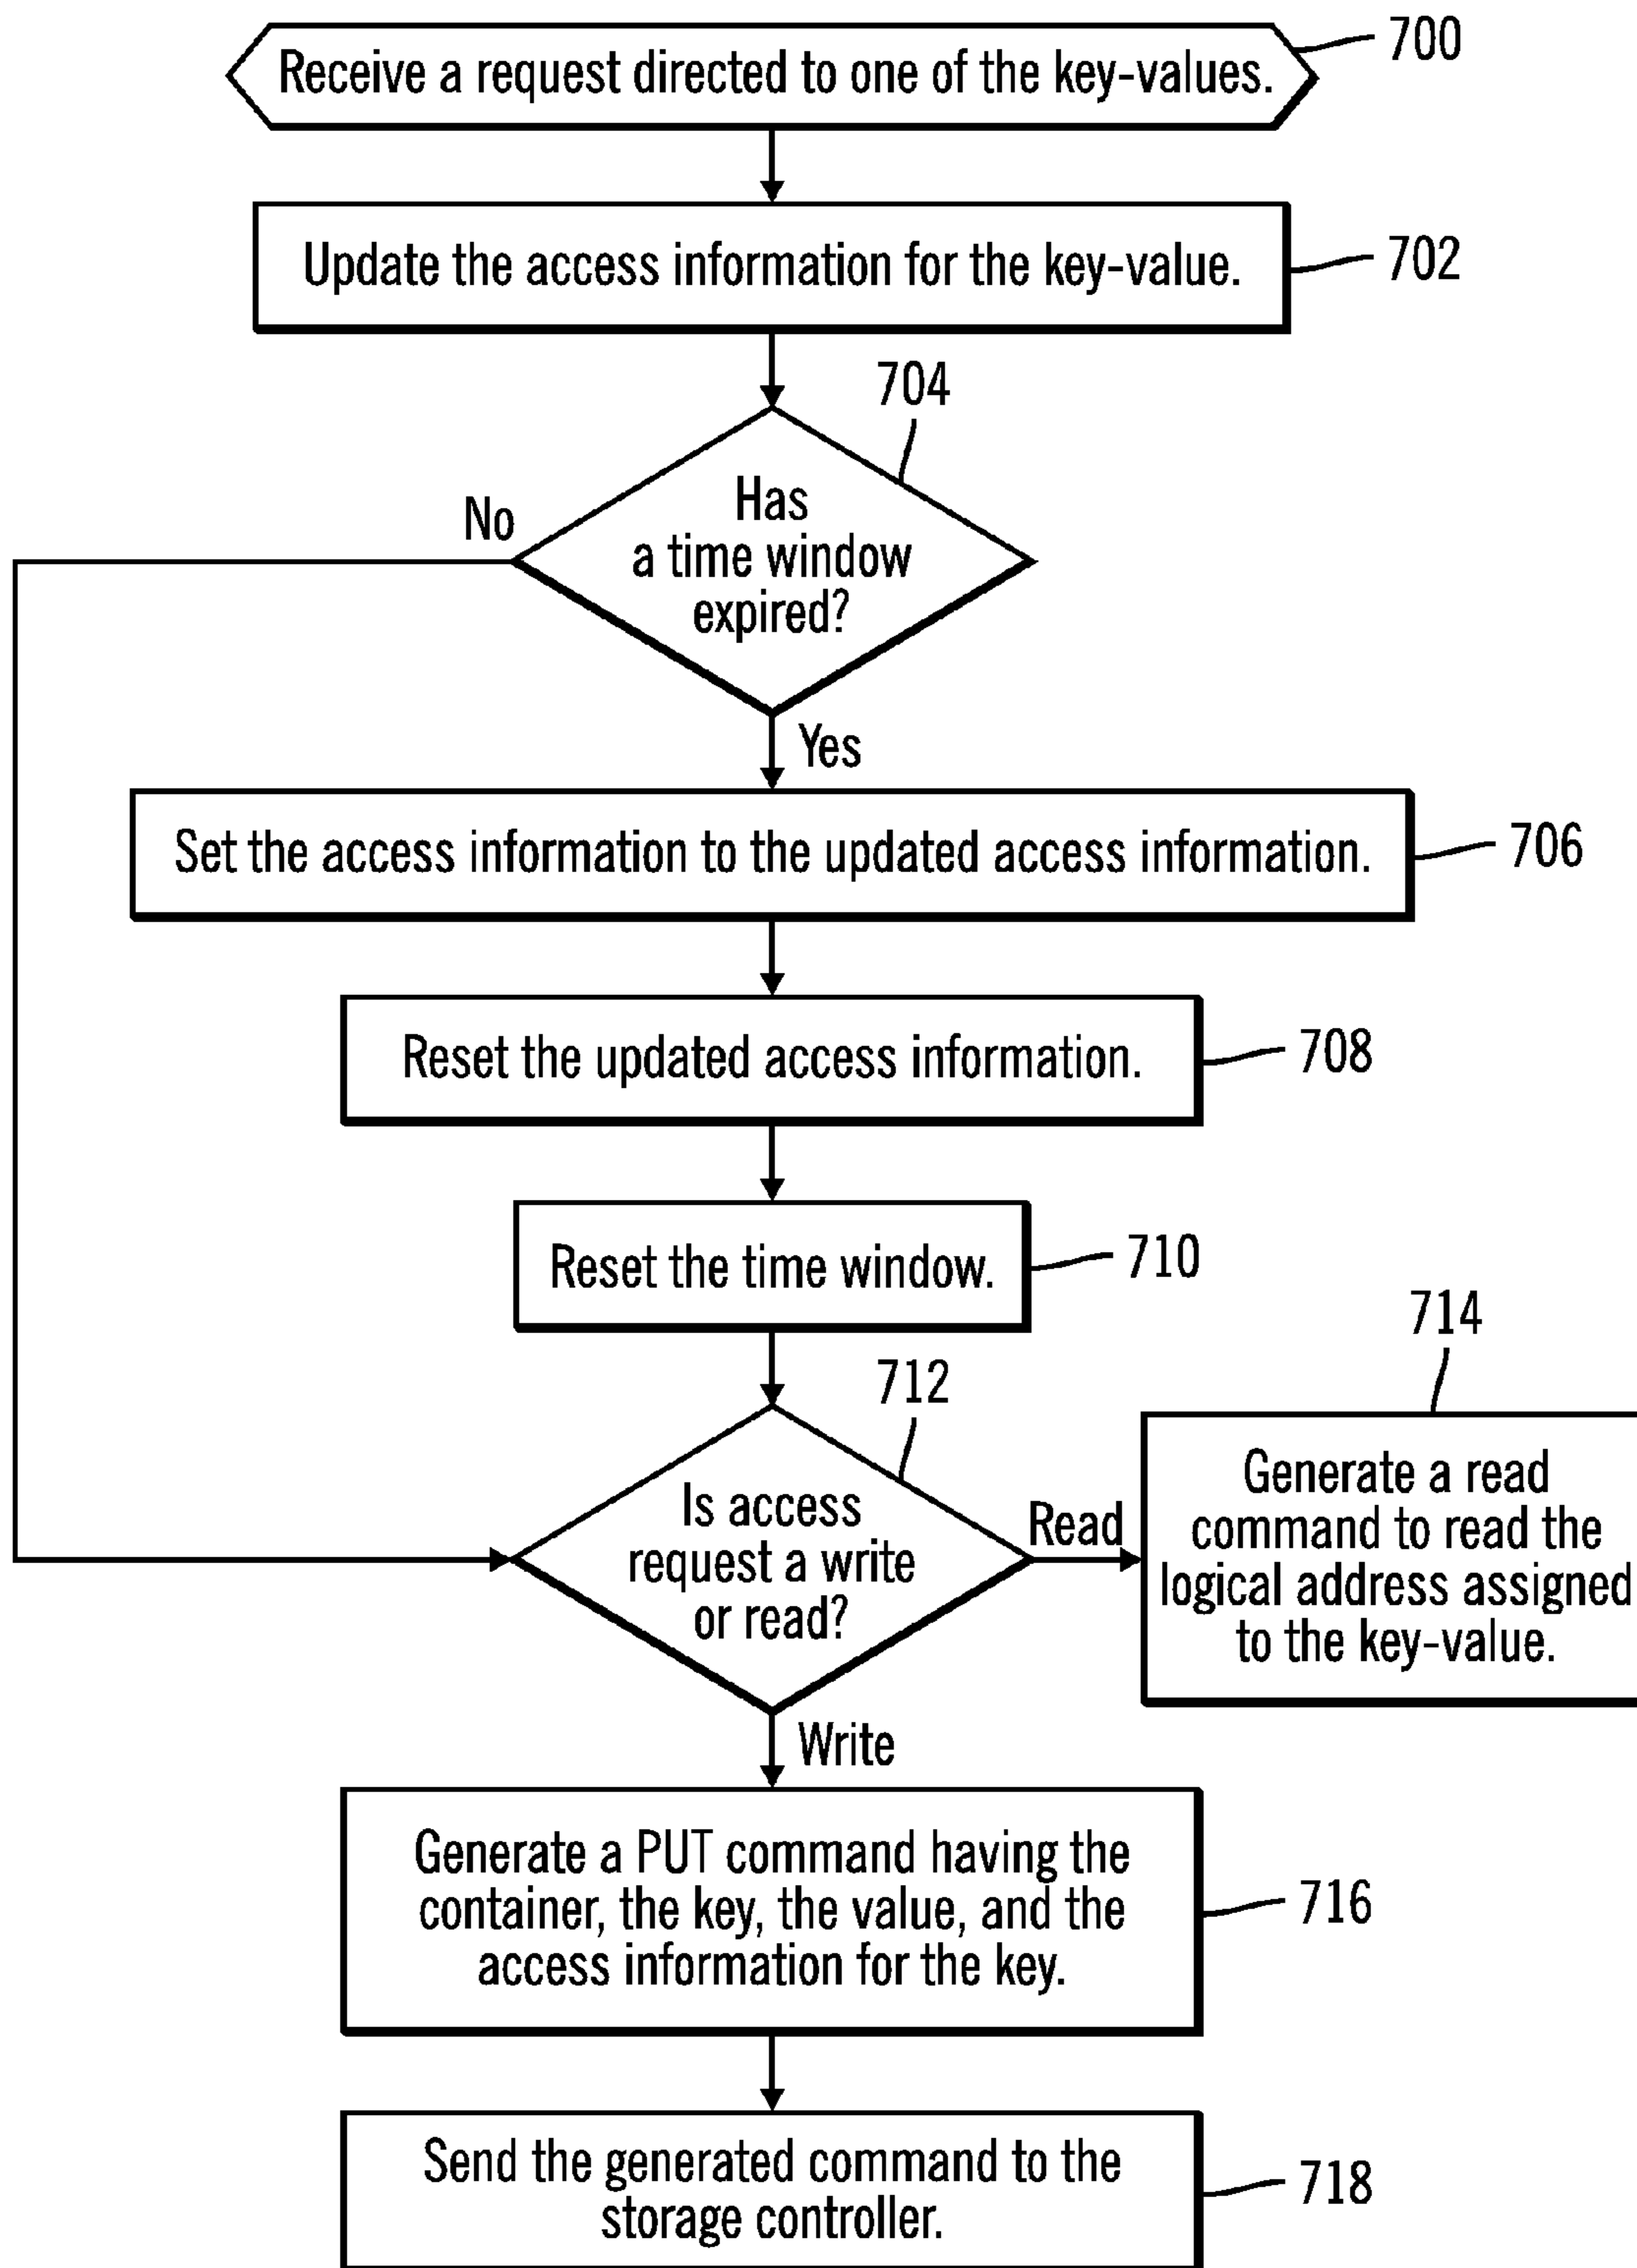 Receive a request directed to one of the key-values.
700
Update the access information for the key-value.
702
704
Has
a time window
expired?
No
Yes
Set the access information to the updated access information.
706
Reset the updated access information.
708
Reset the time window.
710
712
Is access
request a write
or read?
Read
714
Generate a read
command to read the
logical address assigned
to the key-value.
Write
Generate a PUT command having the
container, the key, the value, and the
access information for the key.
716
Send the generated command to the
storage controller.
718